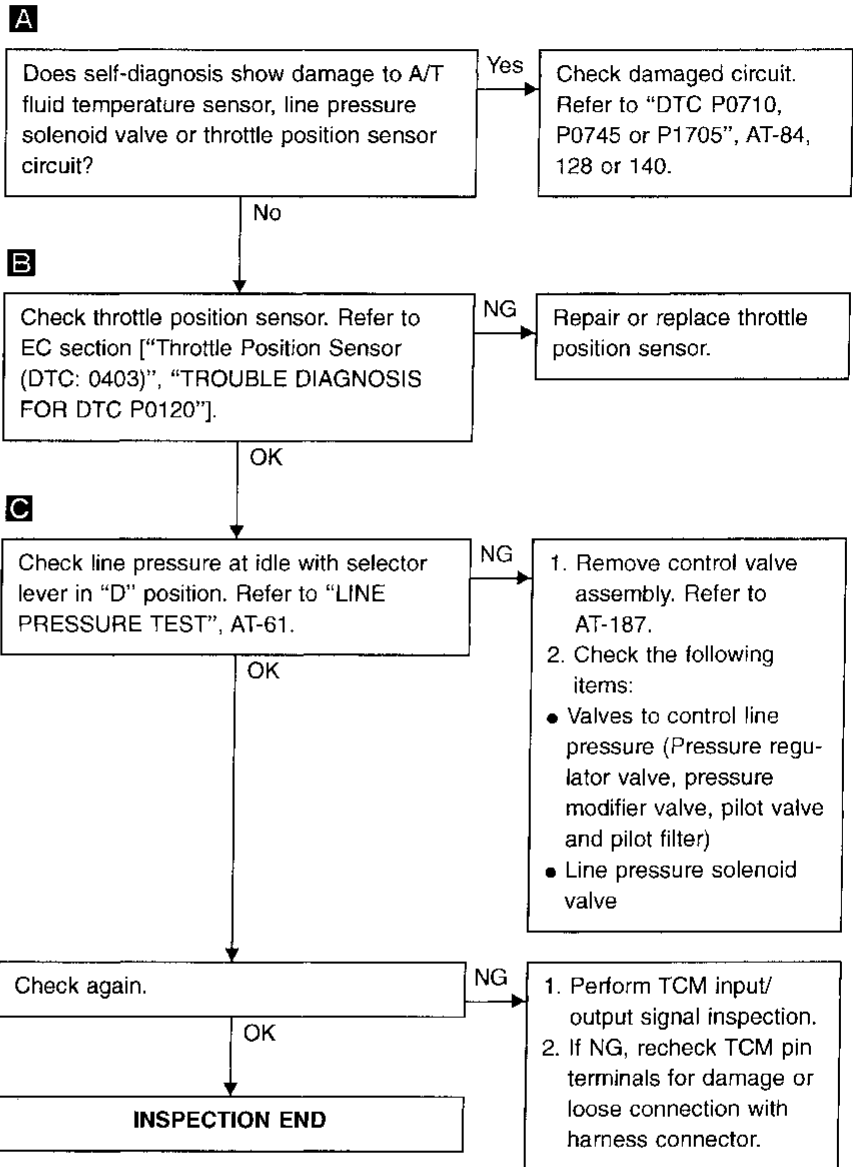 A
Does self-diagnosis show damage to A/T
fluid temperature sensor, line pressure
solenoid valve or throttle position sensor
circuit?
Yes
Check damaged circuit.
Refer to “DTC P0710,
P0745 or P1705”, AT-84,
128 or 140.
No
B
Check throttle position sensor. Refer to
EC section [“Throttle Position Sensor
(DTC: 0403)”, “TROUBLE DIAGNOSIS
FOR DTC P0120”].
NG
Repair or replace throttle
position sensor.
OK
C
Check line pressure at idle with selector
lever in “D” position. Refer to “LINE
PRESSURE TEST”, AT-61.
NG
1. Remove control valve
assembly. Refer to
AT-187.
2. Check the following
items:
● Valves to control line
pressure (Pressure regu-
lator valve, pressure
modifier valve, pilot valve
and pilot filter)
● Line pressure solenoid
valve
OK
Check again.
NG
1. Perform TCM input/
output signal inspection.
2. If NG, recheck TCM pin
terminals for damage or
loose connection with
harness connector.
OK
INSPECTION END